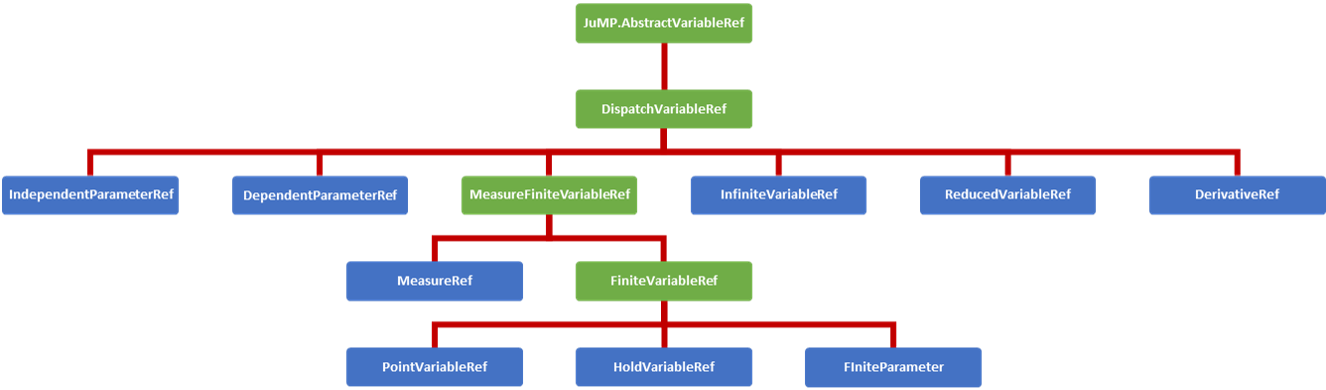 JuMP.AbstractVariableRef
DispatchVariableRef
IndependentParameterRef
DependentParameterRef
MeasureFiniteVariableRef
InfiniteVariableRef
ReducedVariableRef
DerivativeRef
MeasureRef
FiniteVariableRef
PointVariableRef
HoldVariableRef
FIniteParameter